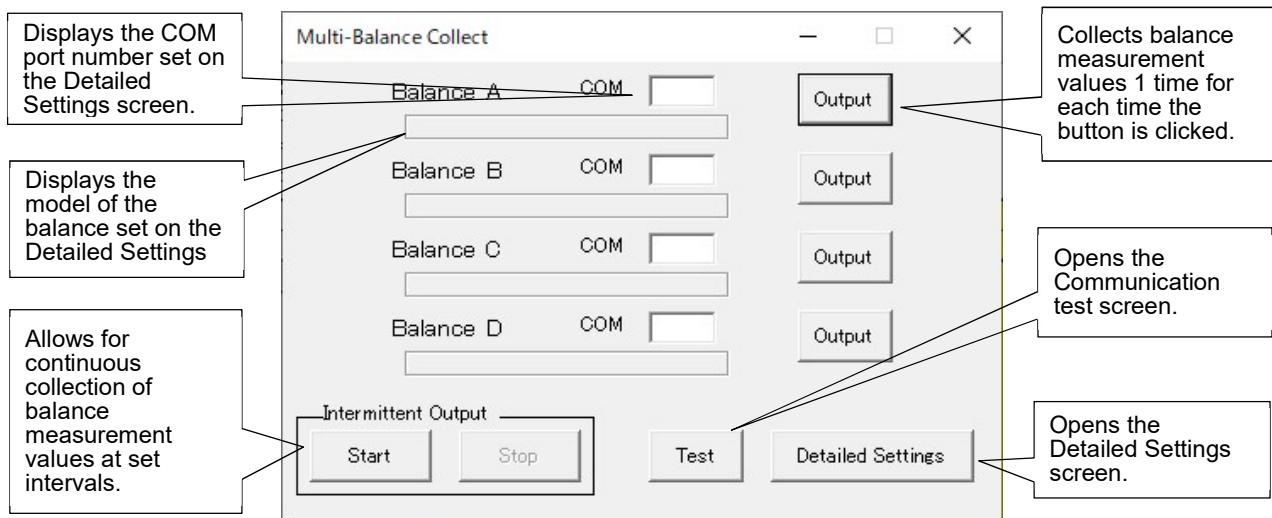 Displays the COM
port number set on
the Detailed
Settings screen.
Displays the
model of the
balance set on the
Detailed Settings
Allows for
continuous
collection of
balance
measurement
values at set
intervals.
Multi-Balance Collect
Balance A COM Output
Balance B COM Output
Balance C COM Output
Balance D COM Output
Intermittent Output
Start Stop Test Detailed Settings
Collects balance
measurement
values 1 time for
each time the
button is clicked.
Opens the
Communication
test screen.
Opens the
Detailed Settings
screen.